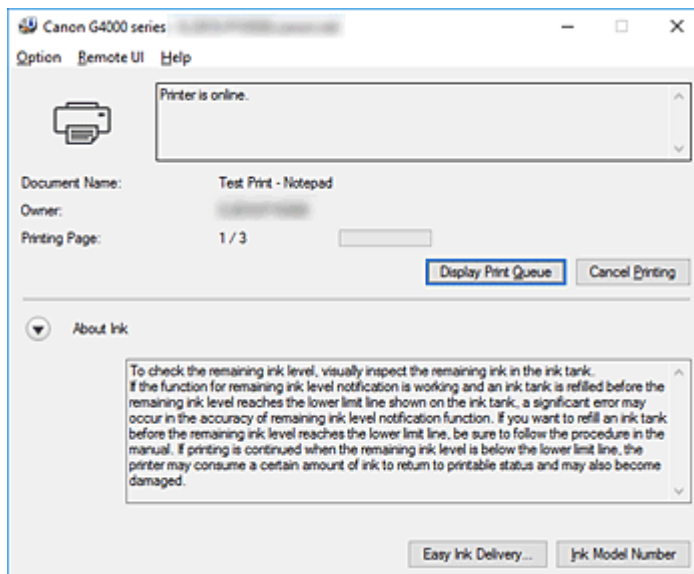 Canon G4000 series
Option Remote UI Help
Printer is online.
Document Name: Test Print - Notepad
Owner:
Printing Page: 1 / 3
Display Print Queue Cancel Printing
About Ink
To check the remaining ink level, visually inspect the remaining ink in the ink tank.
If the function for remaining ink level notification is working and an ink tank is refilled before the
remaining ink level reaches the lower limit line shown on the ink tank, a significant error may
occur in the accuracy of remaining ink level notification function. If you want to refill an ink tank
before the remaining ink level reaches the lower limit line, be sure to follow the procedure in the
manual. If printing is continued when the remaining ink level is below the lower limit line, the
printer may consume a certain amount of ink to return to printable status and may also become
damaged.
Easy Ink Delivery... Ink Model Number